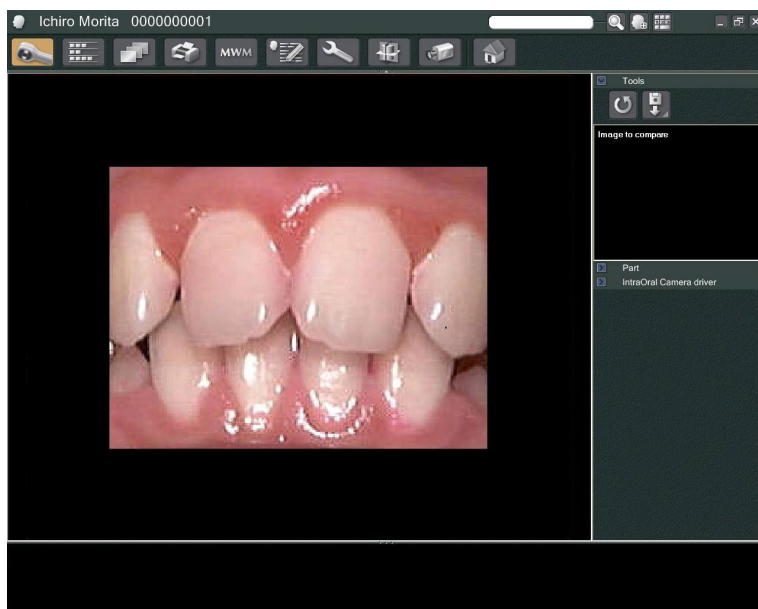 Ichiro Morita 0000000001
MWM
Tools
Image to compare
Part
IntraOral Camera driver